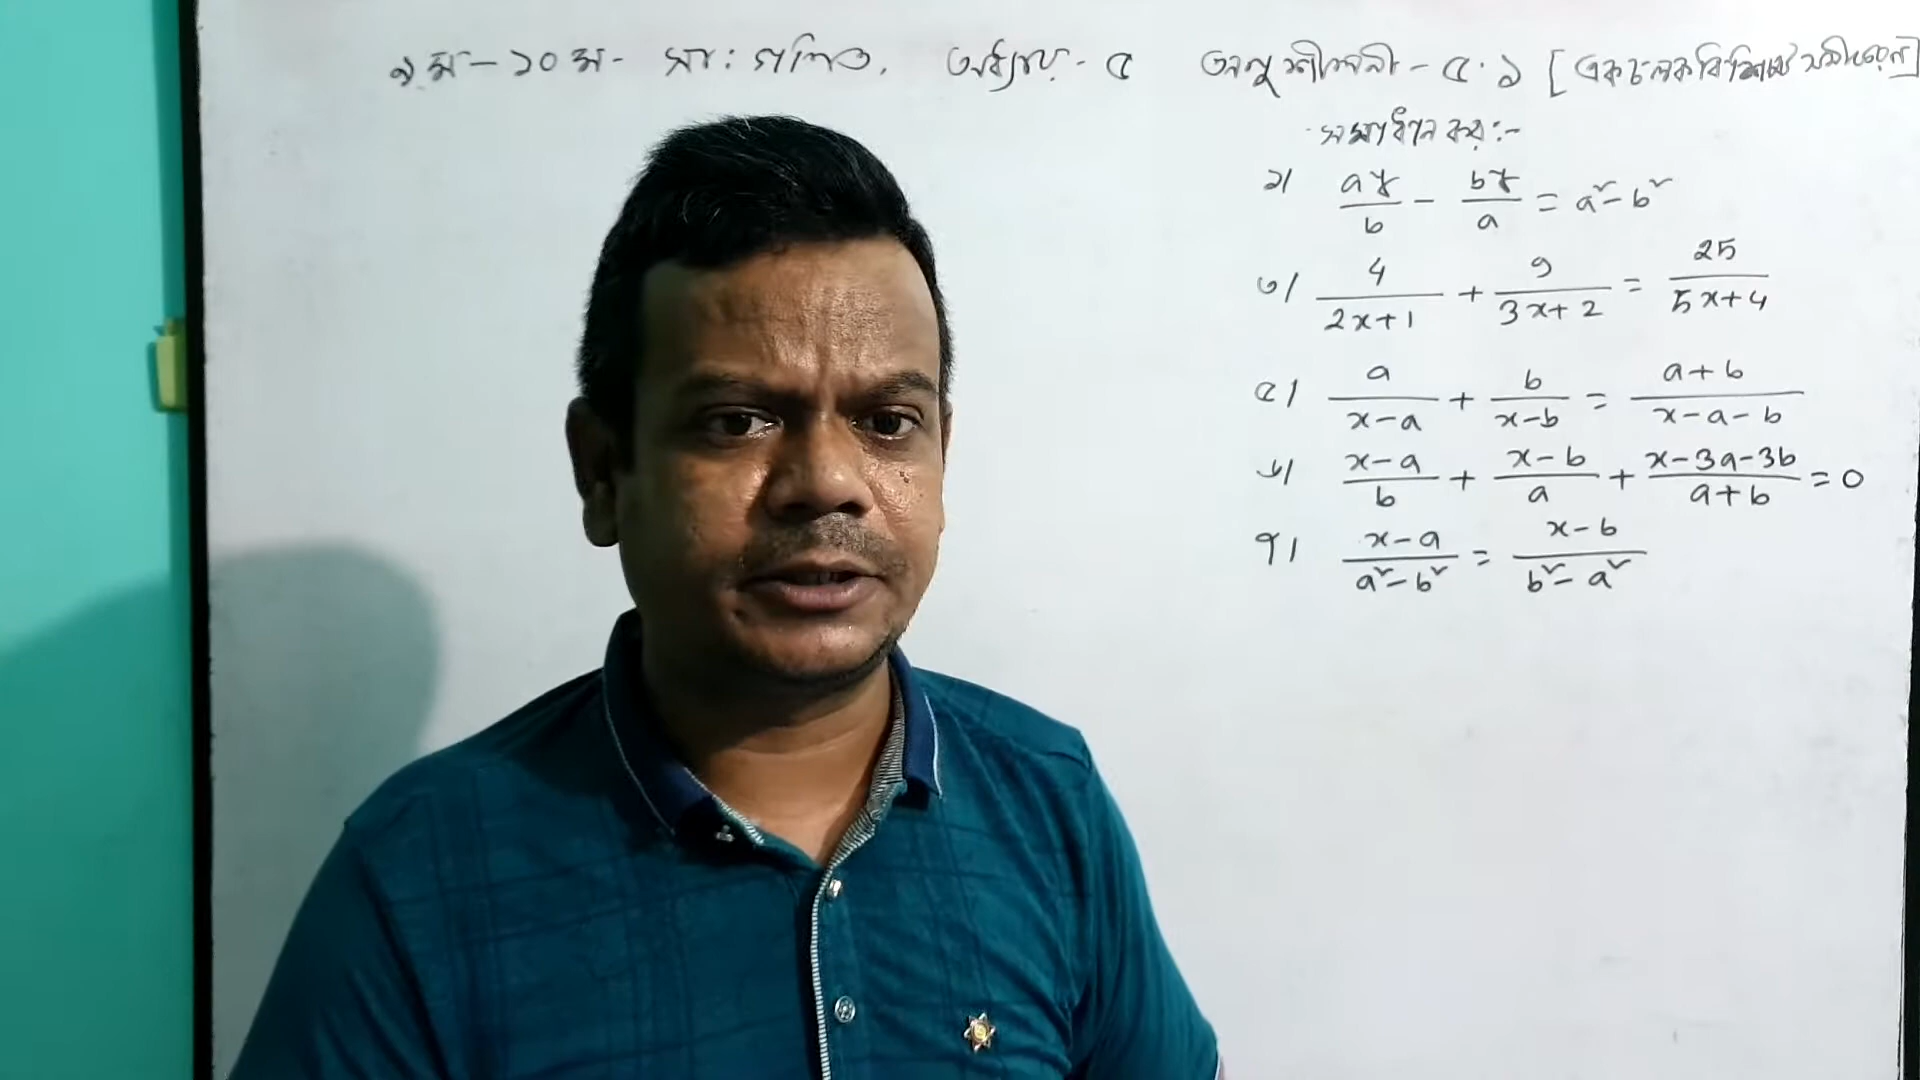 ৯ম – ১০ম - সা: গণিত, অধ্যায় - ৫ অনুশীলনী - ৫.১ [একচলকবিশিষ্ট সমীকরণ]
সমাধান কর :-
২। ay/b - by/a = a² - b²
৩। 4/(2x+1) + 9/(3x+2) = 25/(5x+4)
৫। a/(x-a) + b/(x-b) = (a+b)/(x-a-b)
৬। (x-a)/b + (x-b)/a + (x-3a-3b)/(a+b) = 0
৭। (x-a)/(a²-b²) = (x-b)/(b²-a²)